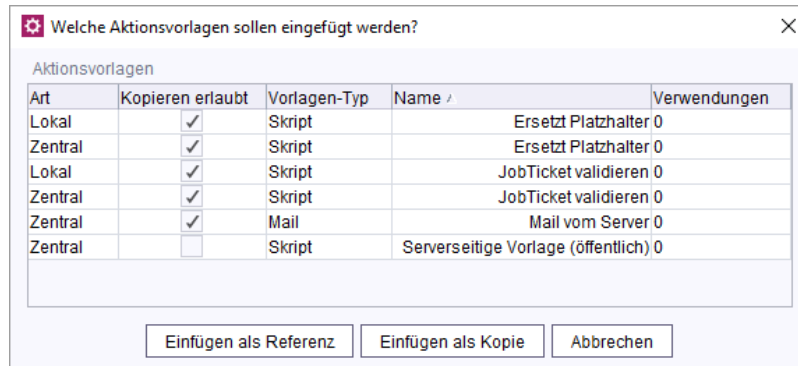 Welche Aktionsvorlagen sollen eingefügt werden?
Aktionsvorlagen
Art Kopieren erlaubt Vorlagen-Typ Name Verwendungen
Lokal Skript Ersetzt Platzhalter 0
Zentral Skript Ersetzt Platzhalter 0
Lokal Skript JobTicket validieren 0
Zentral Skript JobTicket validieren 0
Zentral Mail Mail vom Server 0
Zentral Skript Serverseitige Vorlage (öffentlich) 0
Einfügen als Referenz Einfügen als Kopie Abbrechen